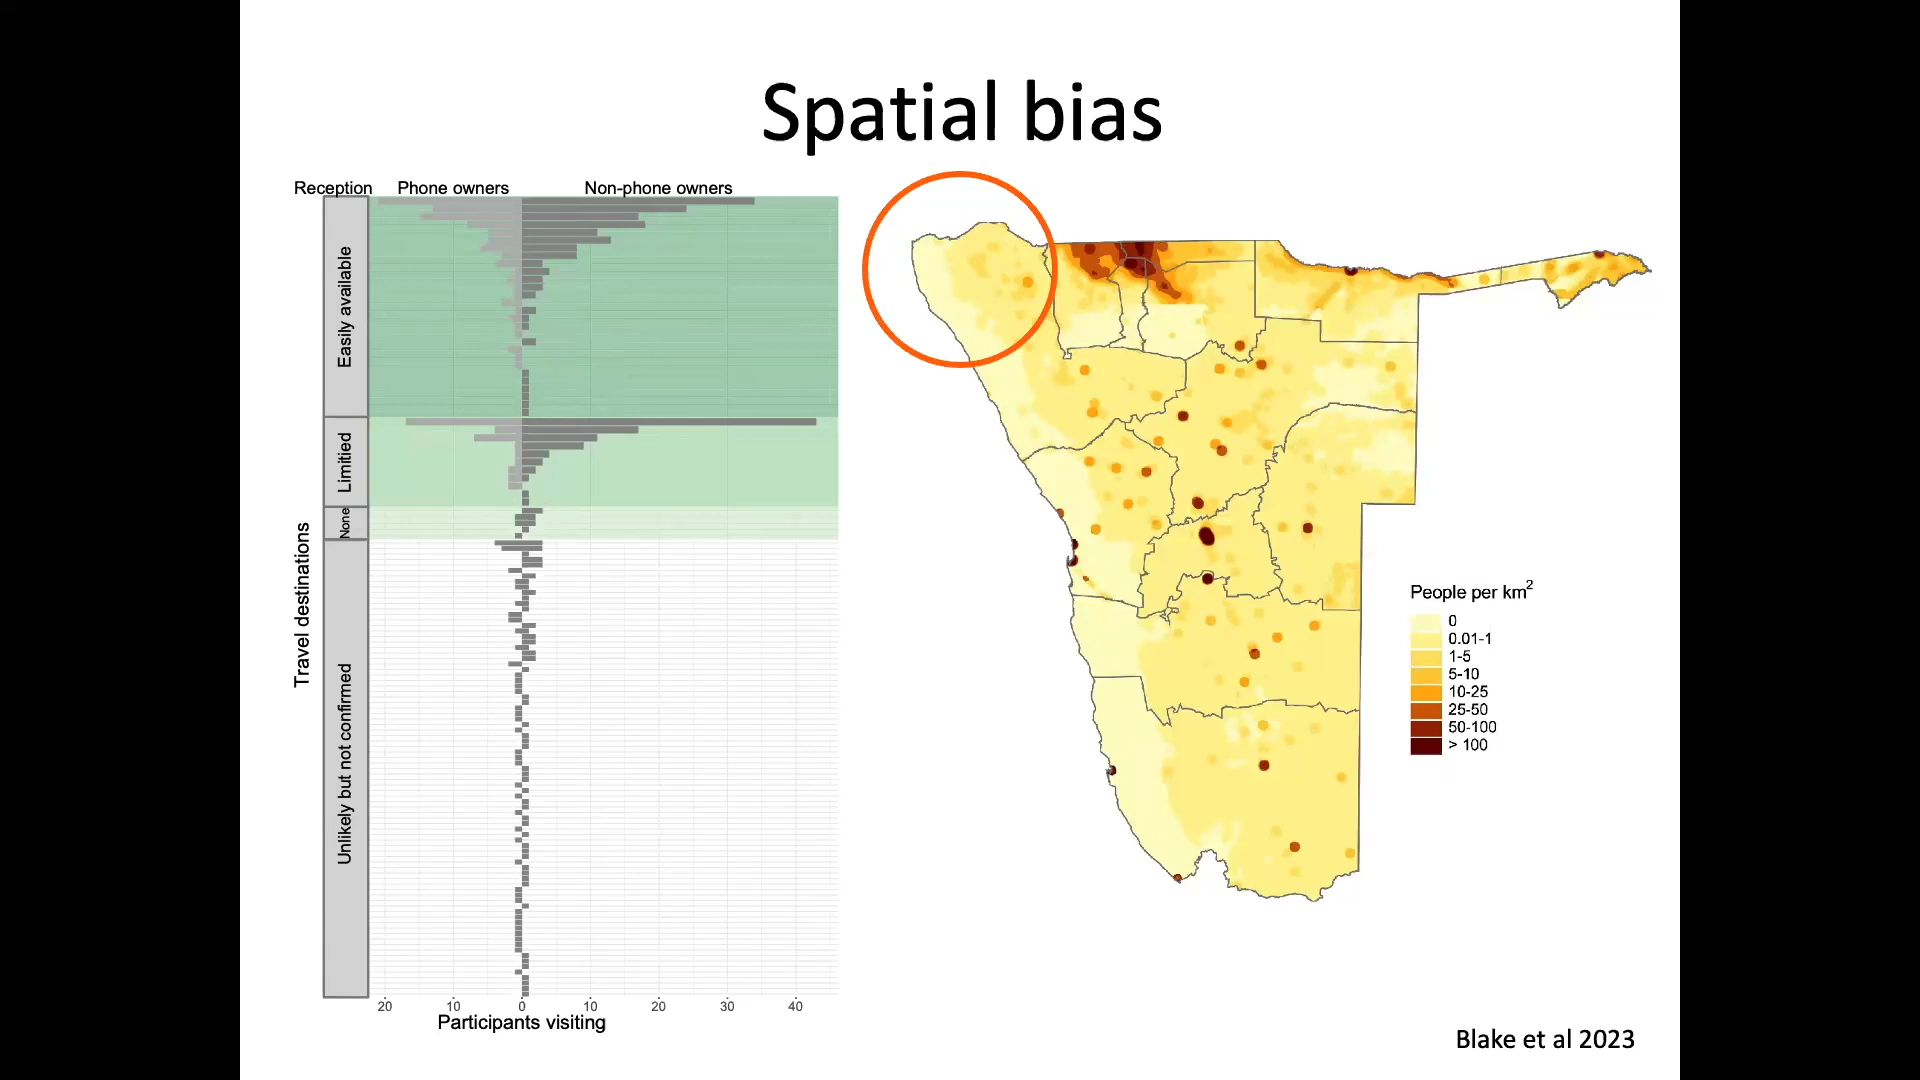 Spatial bias
Reception
Phone owners
Non-phone owners
Travel destinations
Easily available
Limitied
None
Unlikely but not confirmed
20 10 0 10 20 30 40
Participants visiting
People per km2
0
0.01-1
1-5
5-10
10-25
25-50
50-100
> 100
Blake et al 2023